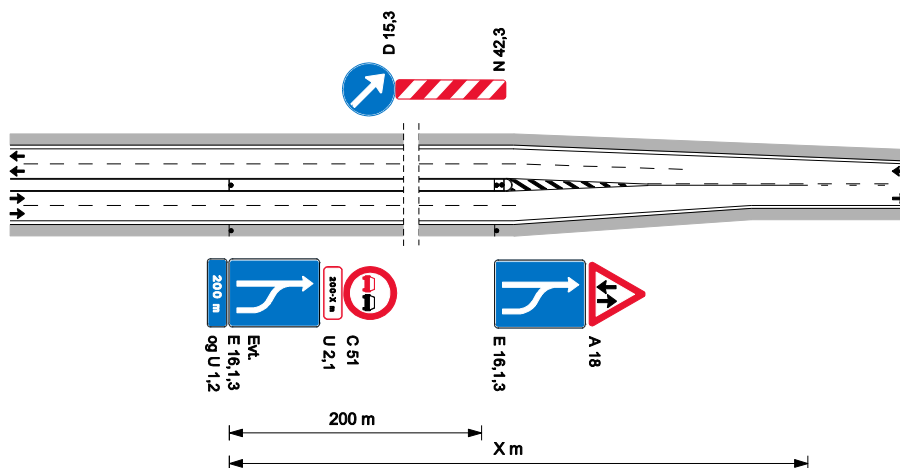 D 15,3
N 42,3
200 m
200-X m
Evt.
E 16,1,3
og U 1,2
U 2,1
C 51
E 16,1,3
A 18
200 m
X m